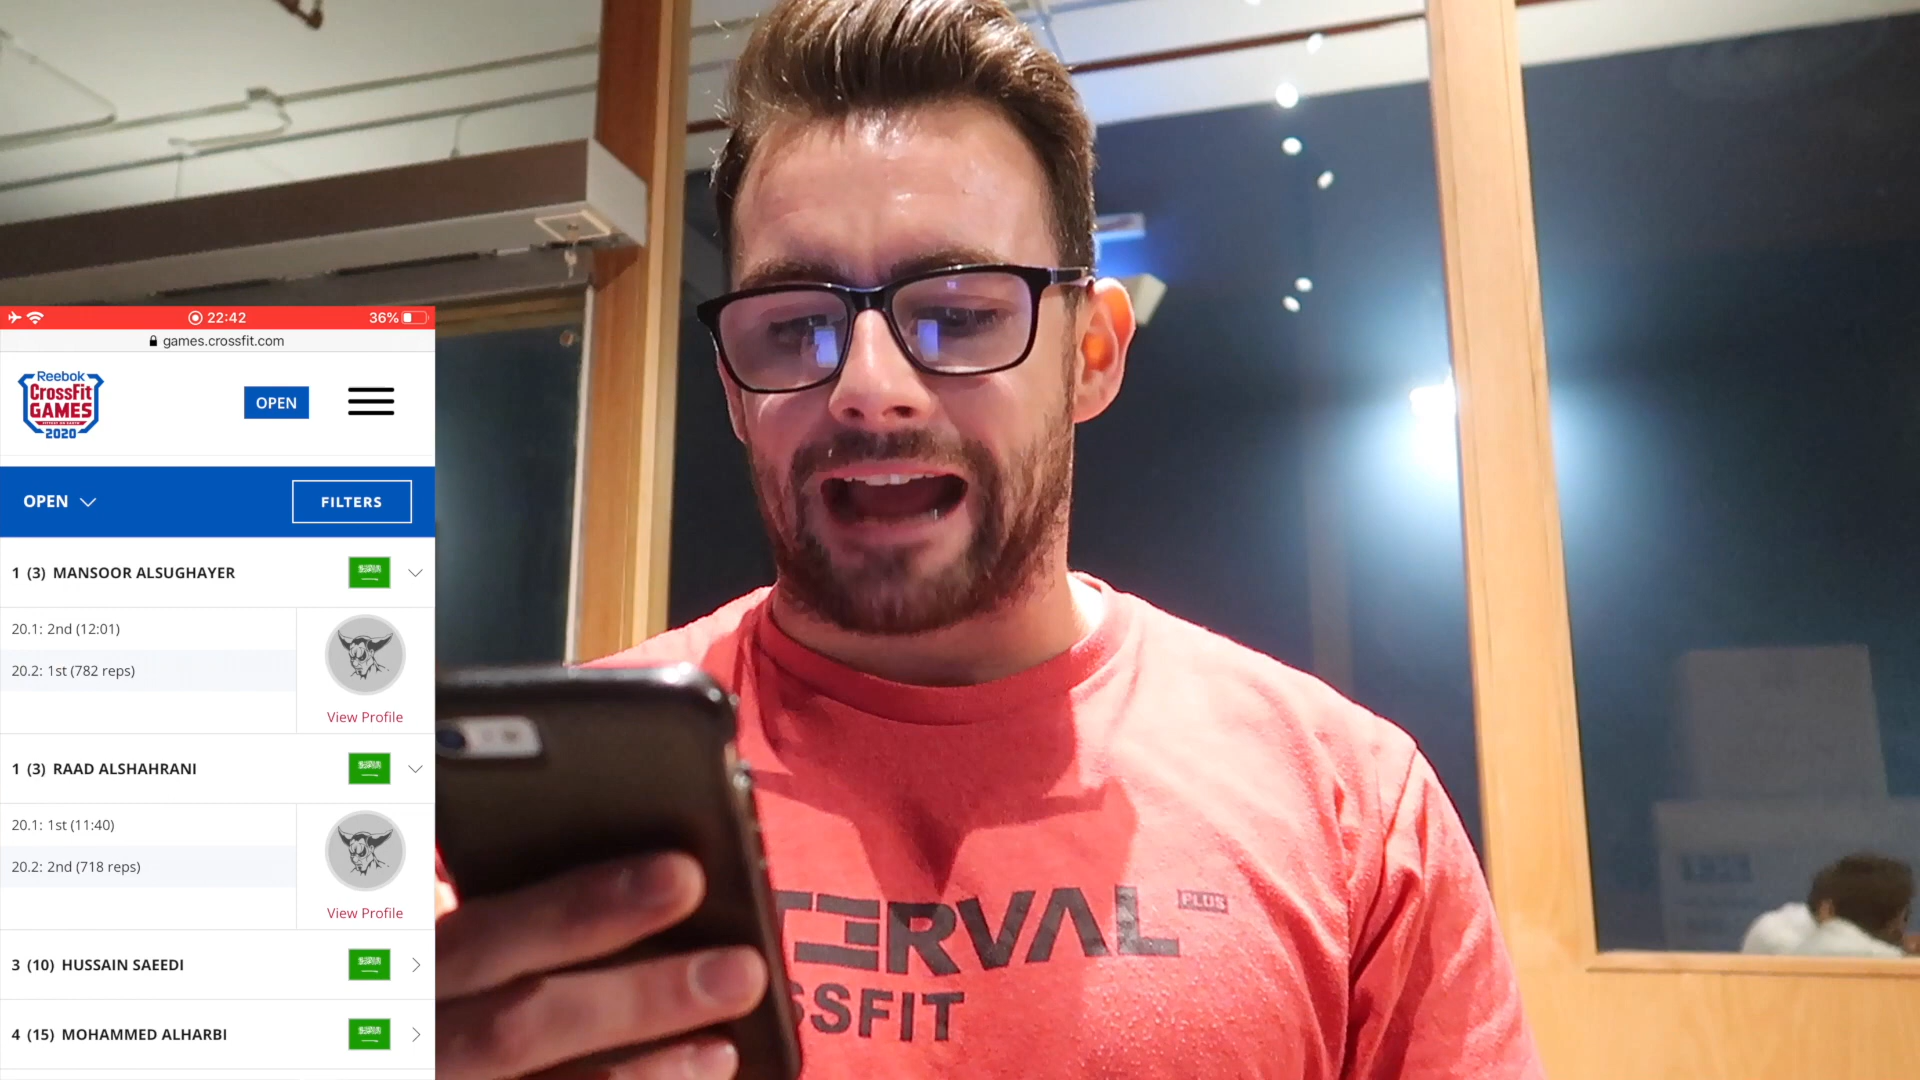 22:42
36%
games.crossfit.com
Reebok
CrossFit
GAMES
2020
OPEN
OPEN
FILTERS
1 (3) MANSOOR ALSUGHAYER
20.1: 2nd (12:01)
20.2: 1st (782 reps)
View Profile
1 (3) RAAD ALSHAHRANI
20.1: 1st (11:40)
20.2: 2nd (718 reps)
View Profile
3 (10) HUSSAIN SAEEDI
4 (15) MOHAMMED ALHARBI
TERVAL PLUS
SSFIT